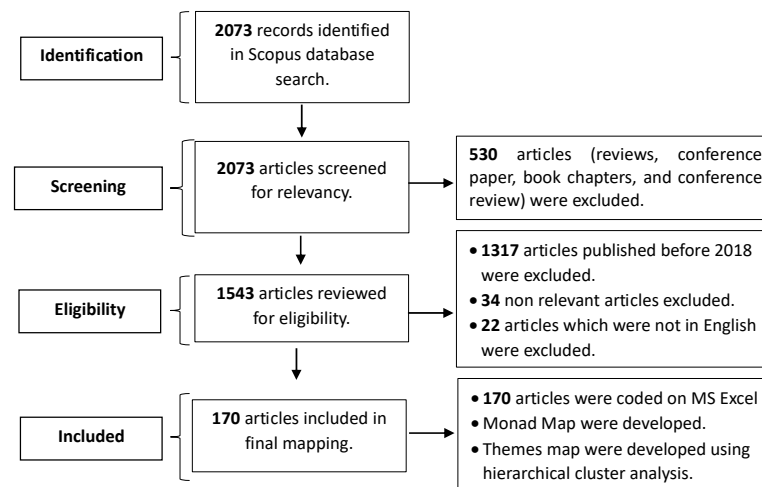 Identification
2073 records identified
in Scopus database
search.
Screening
2073 articles screened
for relevancy.
530 articles (reviews, conference
paper, book chapters, and conference
review) were excluded.
Eligibility
1543 articles reviewed
for eligibility.
• 1317 articles published before 2018
were excluded.
• 34 non relevant articles excluded.
• 22 articles which were not in English
were excluded.
Included
170 articles included in
final mapping.
• 170 articles were coded on MS Excel
• Monad Map were developed.
• Themes map were developed using
hierarchical cluster analysis.